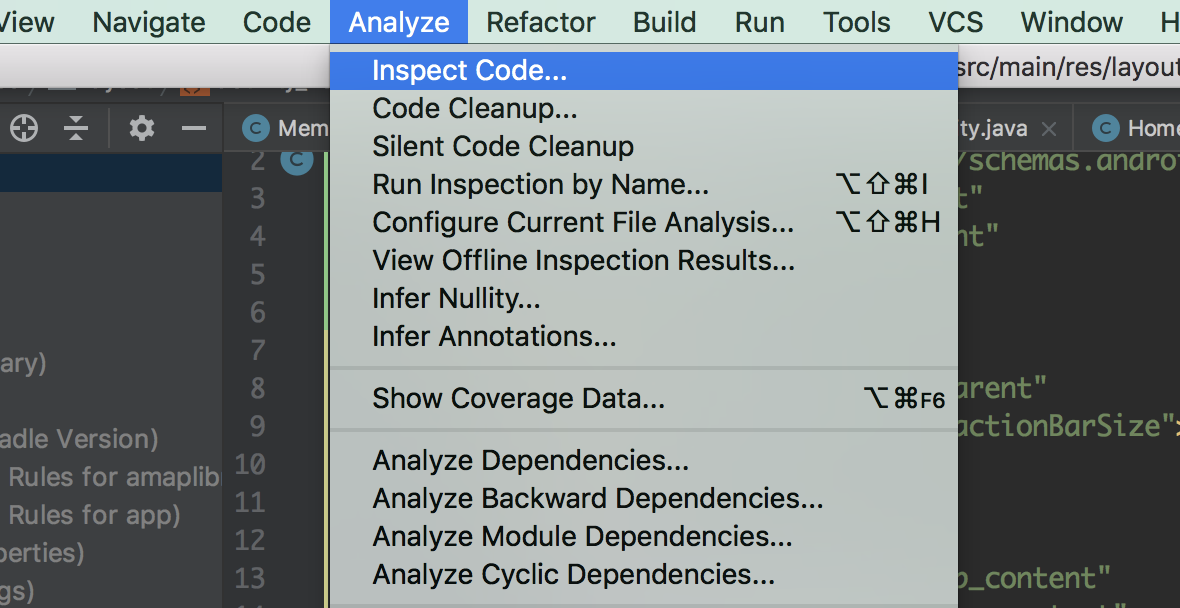 View Navigate Code Analyze Refactor Build Run Tools VCS Window H
src/main/res/layout
Mem
ty.java
Home
Inspect Code...
Code Cleanup...
Silent Code Cleanup
Run Inspection by Name... ⌥⇧⌘I
Configure Current File Analysis... ⌥⇧⌘H
View Offline Inspection Results...
Infer Nullity...
Infer Annotations...
Show Coverage Data... ⌥⌘F6
Analyze Dependencies...
Analyze Backward Dependencies...
Analyze Module Dependencies...
Analyze Cyclic Dependencies...
ary)
adle Version)
Rules for amaplib
Rules for app)
perties)
gs)
2
3
4
5
6
7
8
9
10
11
12
13
/schemas.andro
t"
nt"
arent"
actionBarSize">
p_content"